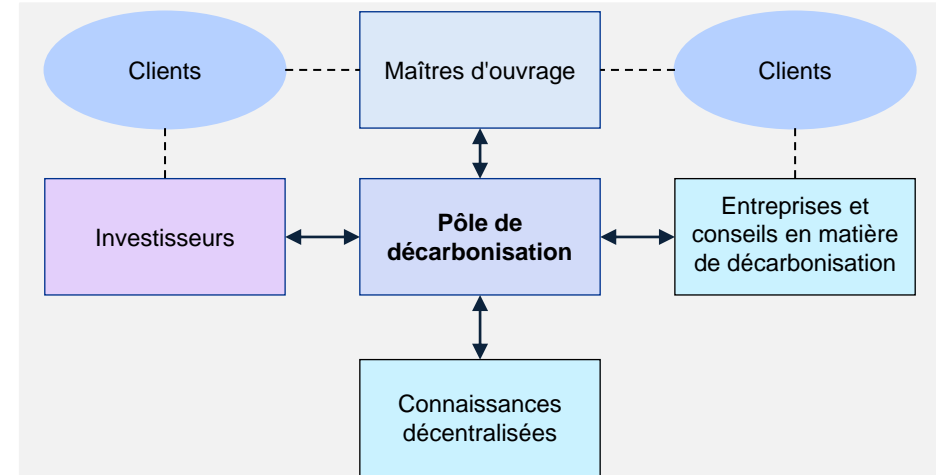 Clients
Maîtres d'ouvrage
Clients
Investisseurs
Pôle de
décarbonisation
Entreprises et
conseils en matière
de décarbonisation
Connaissances
décentralisées